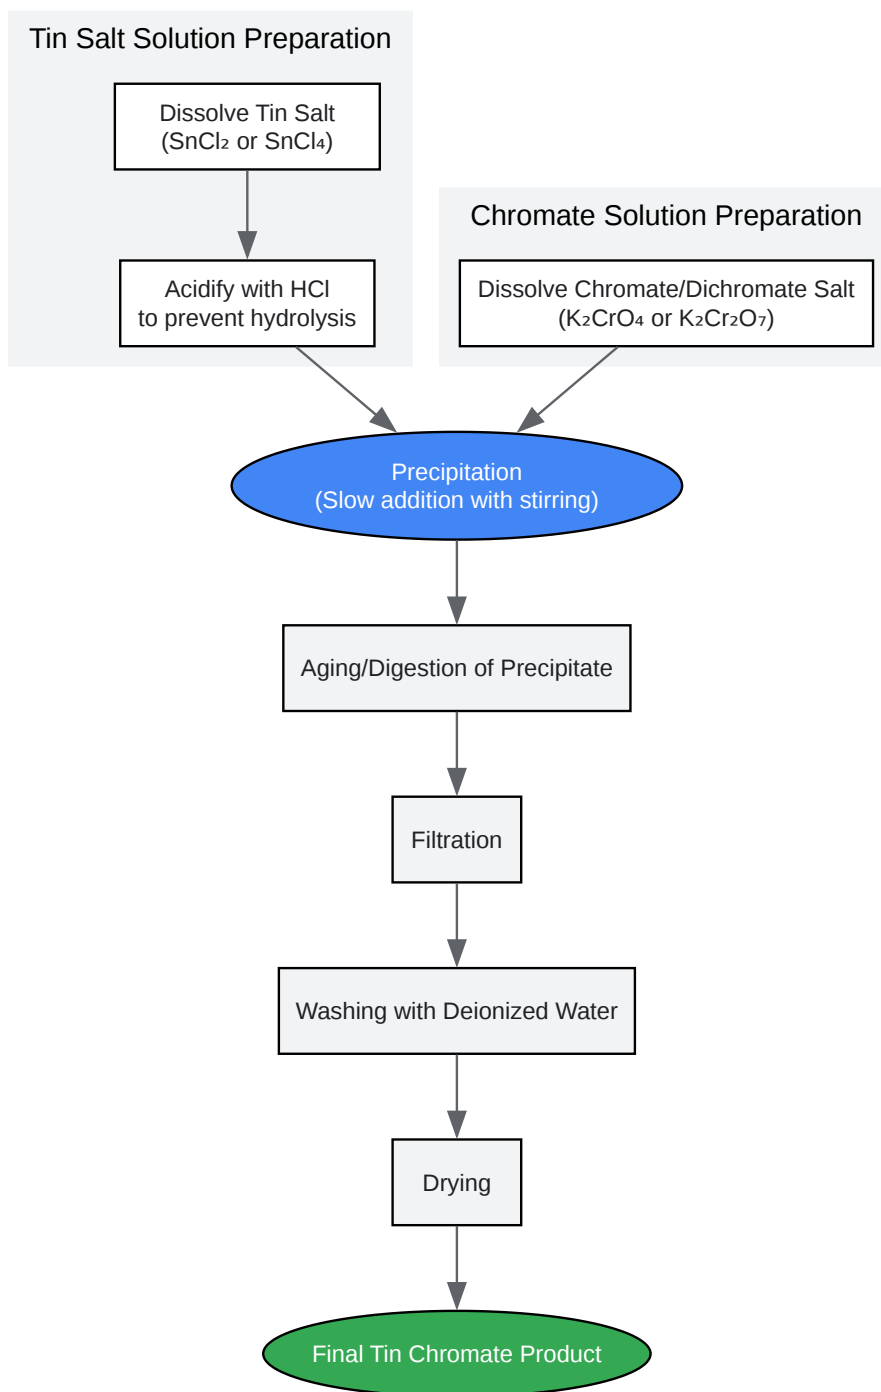 Tin Salt Solution Preparation
Dissolve Tin Salt
(SnCl₂ or SnCl₄)
Acidify with HCl
to prevent hydrolysis
Chromate Solution Preparation
Dissolve Chromate/Dichromate Salt
(K₂CrO₄ or K₂Cr₂O₇)
Precipitation
(Slow addition with stirring)
Aging/Digestion of Precipitate
Filtration
Washing with Deionized Water
Drying
Final Tin Chromate Product